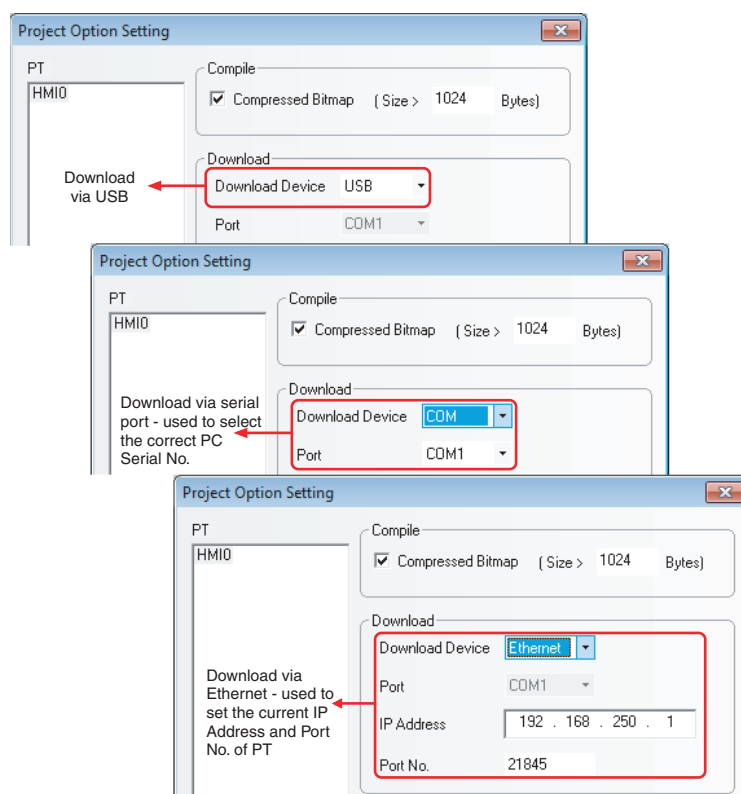 Project Option Setting
PT
HMI0
Compile
Compressed Bitmap ( Size > 1024 Bytes)
Download
Download Device USB
Port COM1
Download
via USB
Project Option Setting
PT
HMI0
Compile
Compressed Bitmap ( Size > 1024 Bytes)
Download
Download Device COM
Port COM1
Download via serial
port - used to select
the correct PC
Serial No.
Project Option Setting
PT
HMI0
Compile
Compressed Bitmap ( Size > 1024 Bytes)
Download
Download Device Ethernet
Port COM1
IP Address 192 . 168 . 250 . 1
Port No. 21845
Download via
Ethernet - used to
set the current IP
Address and Port
No. of PT